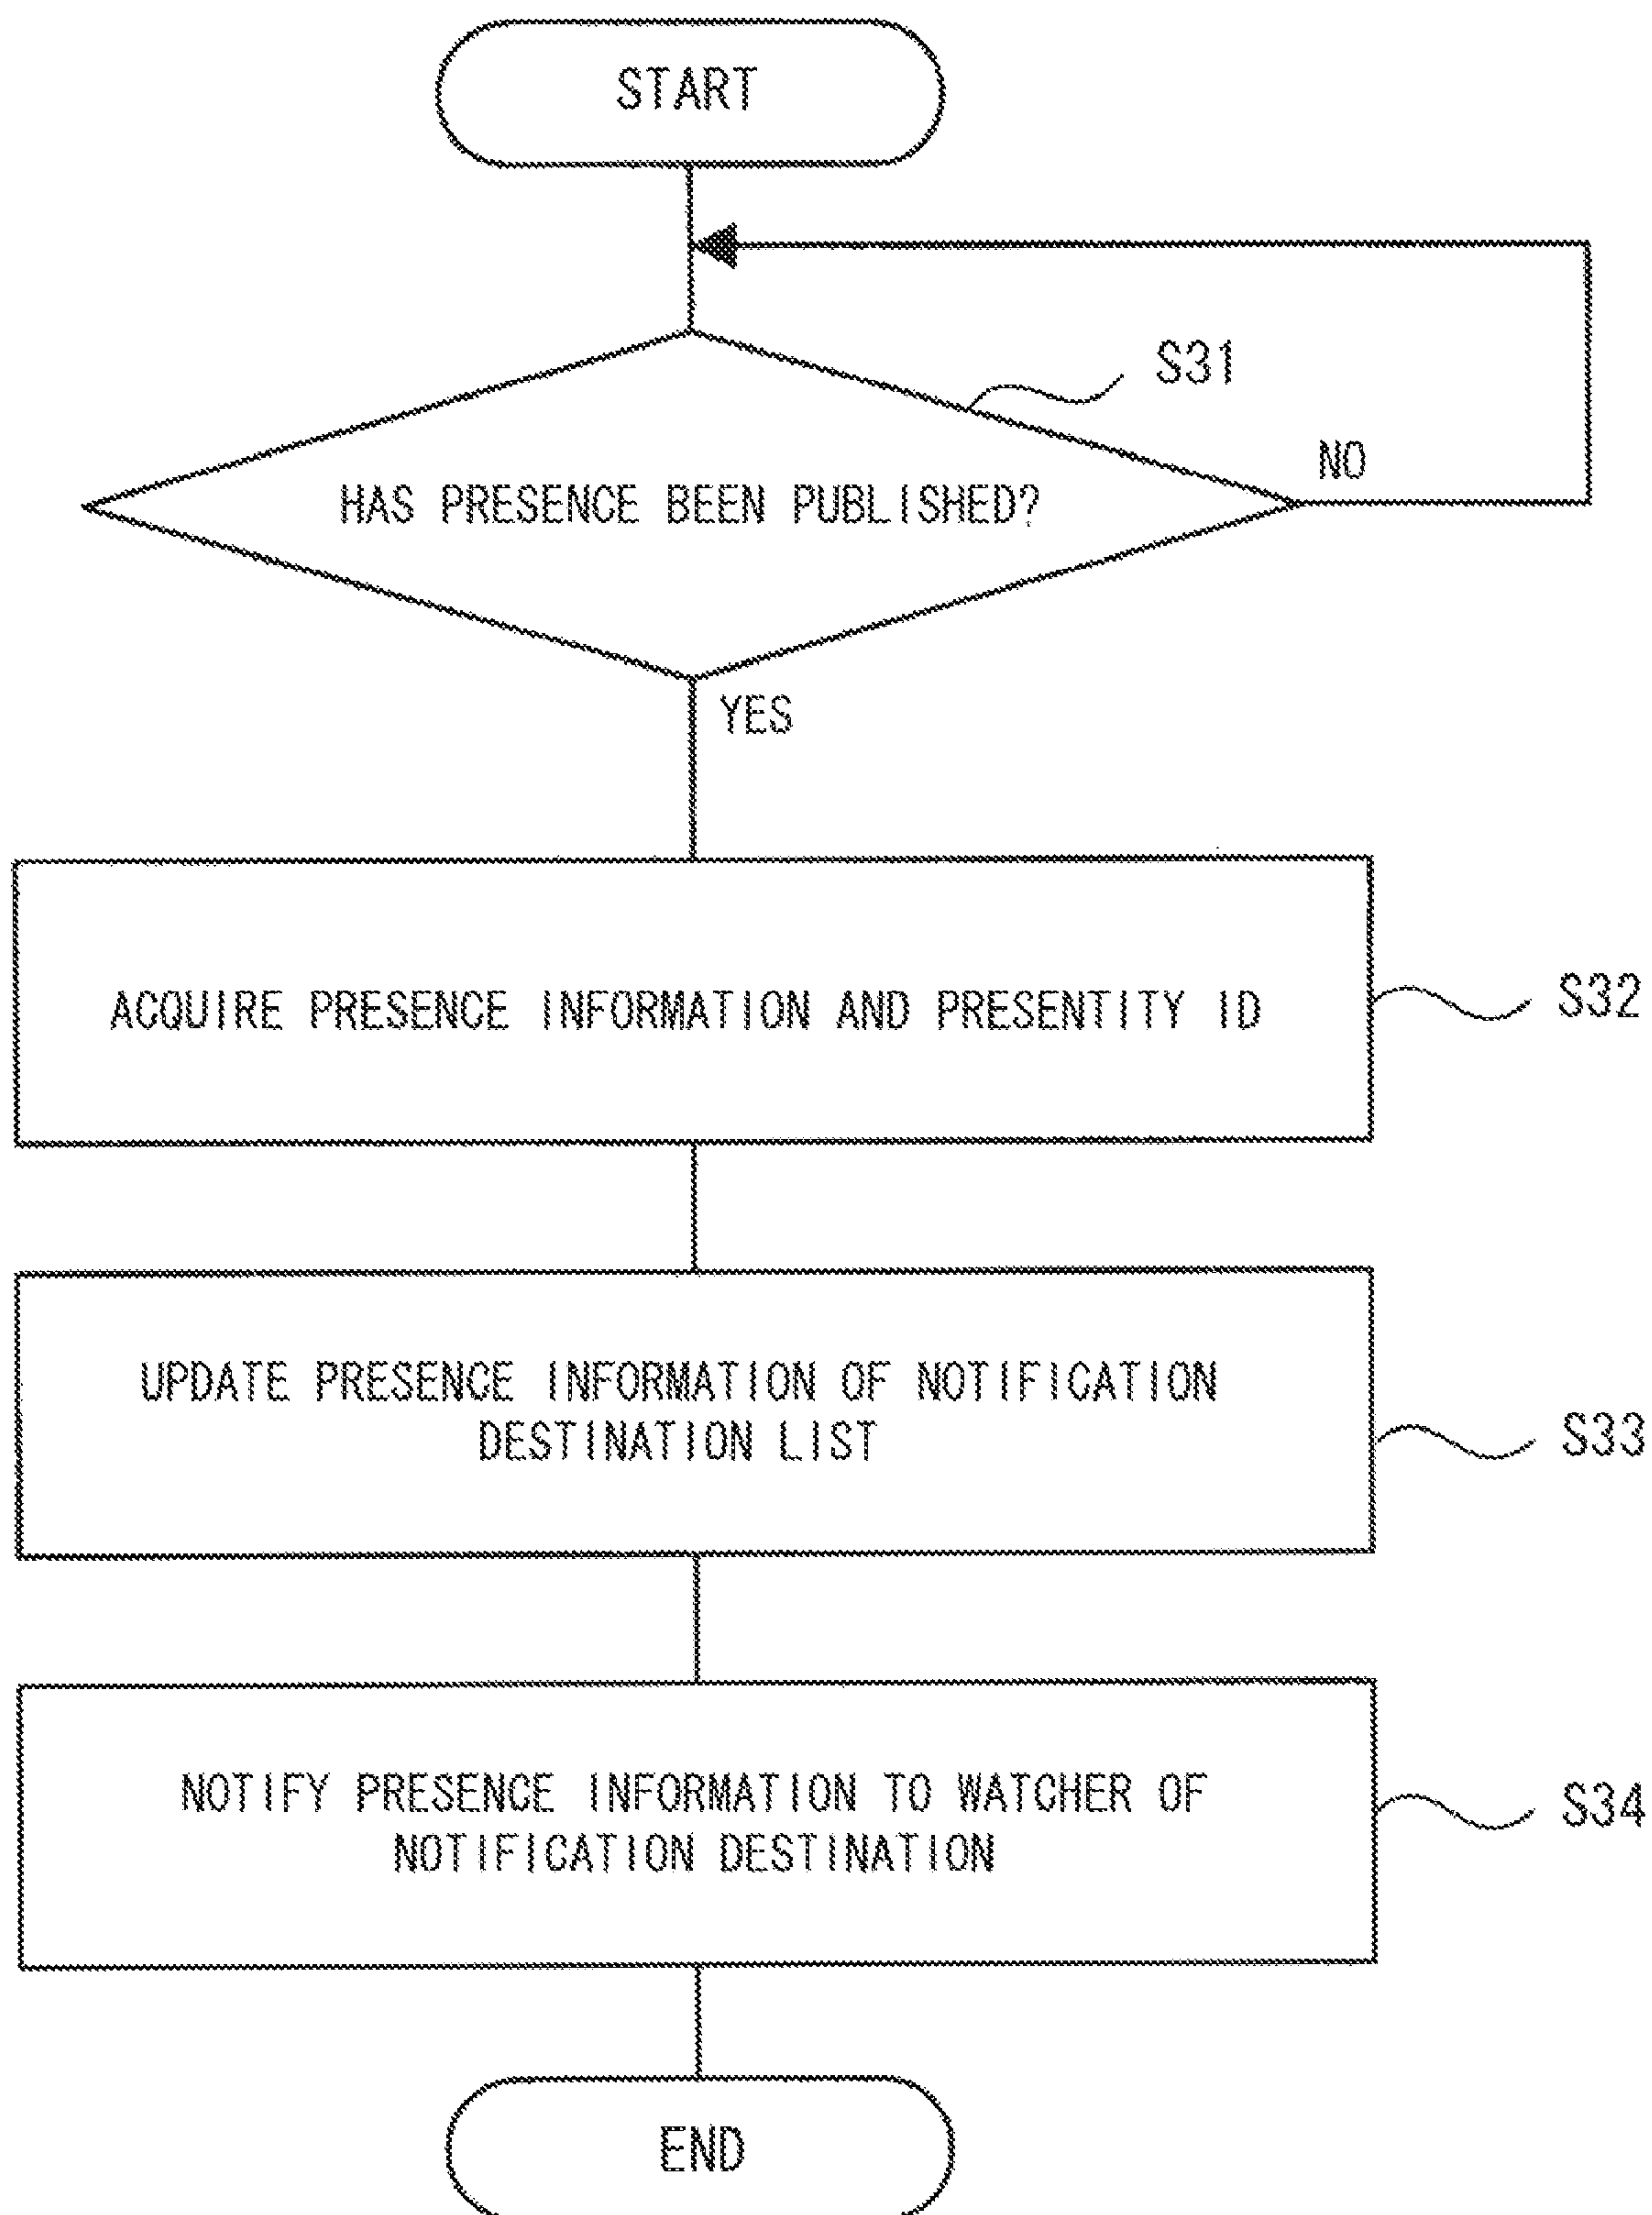 START
S31
NO
HAS PRESENCE BEEN PUBLISHED?
YES
ACQUIRE PRESENCE INFORMATION AND PRESENTITY ID
S32
UPDATE PRESENCE INFORMATION OF NOTIFICATION
DESTINATION LIST
S33
NOTIFY PRESENCE INFORMATION TO WATCHER OF
NOTIFICATION DESTINATION
S34
END